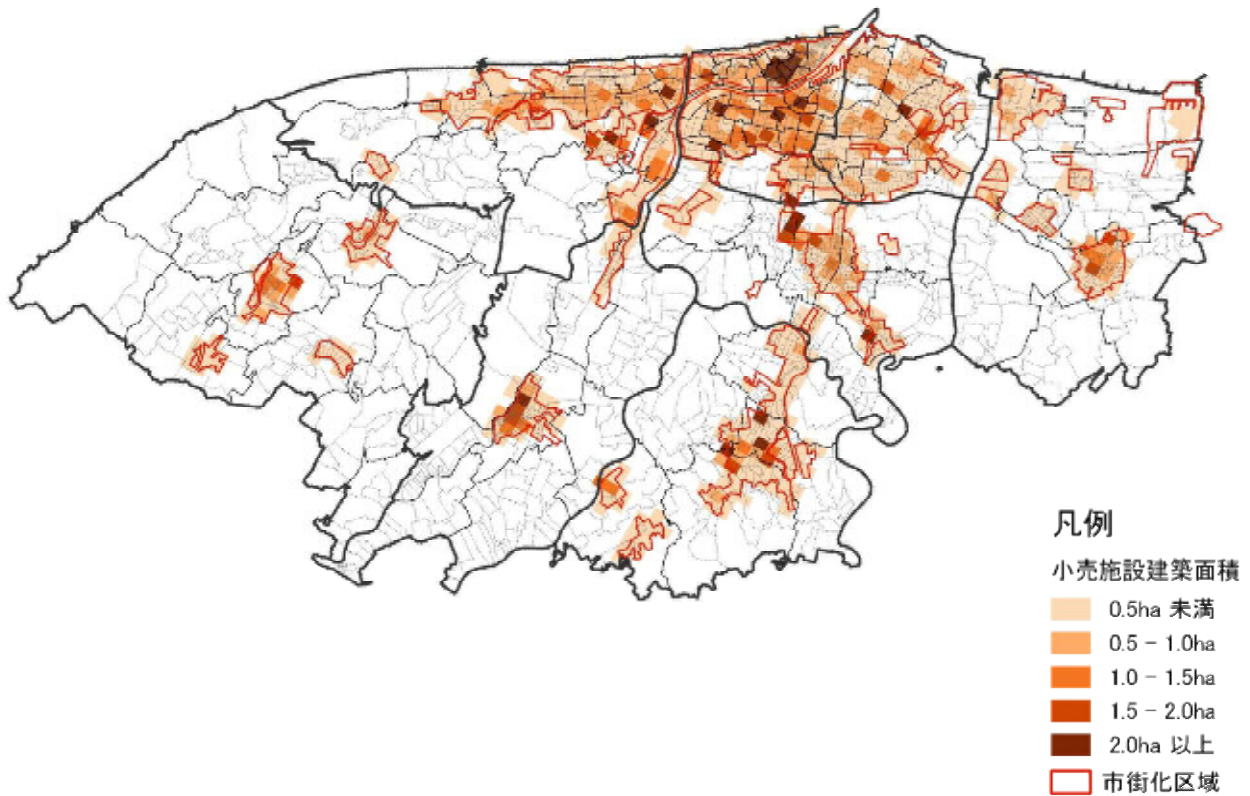 凡例
小売施設建築面積
0.5ha 未満
0.5 - 1.0ha
1.0 - 1.5ha
1.5 - 2.0ha
2.0ha 以上
市街化区域